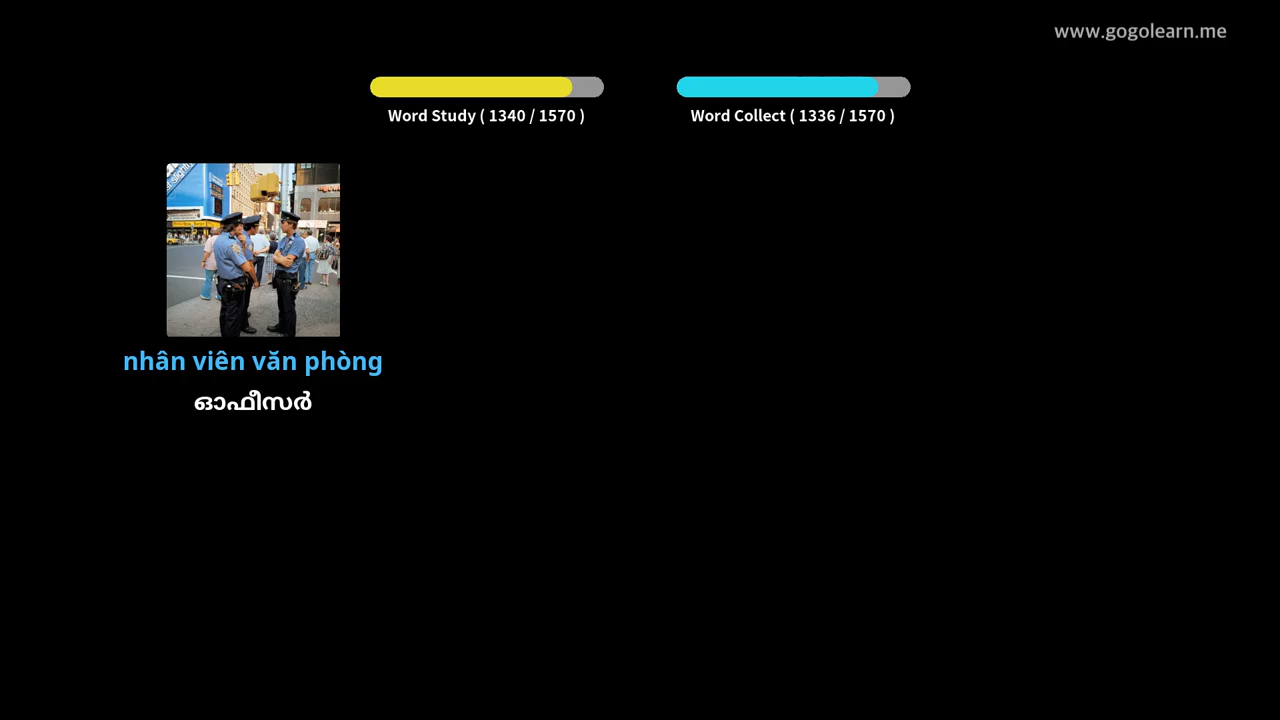 www.gogolearn.me
Word Study ( 1340 / 1570 )
Word Collect ( 1336 / 1570 )
nhân viên văn phòng
ഓഫീസർ